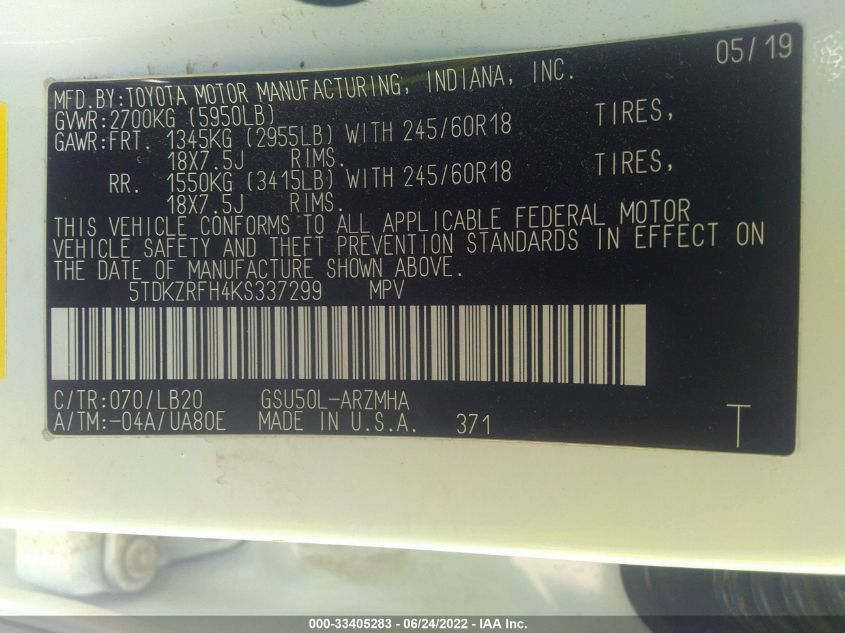 05/19
MFD.BY:TOYOTA MOTOR MANUFACTURING, INDIANA, INC.
GVWR:2700KG (5950LB)
GAWR:FRT. 1345KG (2955LB) WITH 245/60R18 TIRES,
18X7.5J RIMS.
RR. 1550KG (3415LB) WITH 245/60R18 TIRES,
18X7.5J RIMS.
THIS VEHICLE CONFORMS TO ALL APPLICABLE FEDERAL MOTOR
VEHICLE SAFETY AND THEFT PREVENTION STANDARDS IN EFFECT ON
THE DATE OF MANUFACTURE SHOWN ABOVE.
5TDKZRFH4KS337299 MPV
C/TR:070/LB20 GSU50L-ARZMHA
A/TM:-04A/UA80E MADE IN U.S.A. 371
T
000-33405283 - 06/24/2022 - IAA Inc.